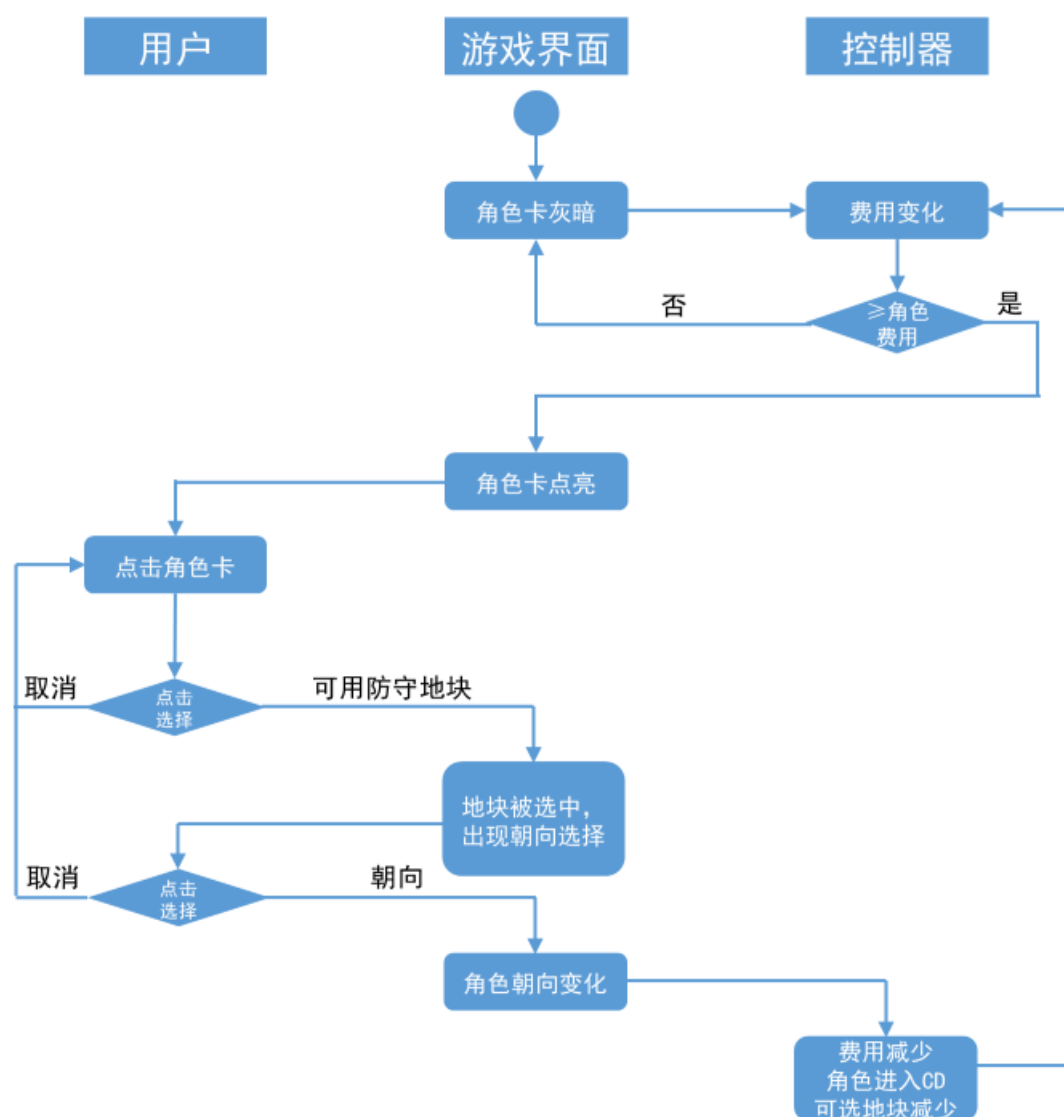 用户
游戏界面
控制器
角色卡灰暗
费用变化
否
≥角色
费用
是
角色卡点亮
点击角色卡
取消
点击
选择
可用防守地块
地块被选中,
出现朝向选择
取消
点击
选择
朝向
角色朝向变化
费用减少
角色进入CD
可选地块减少